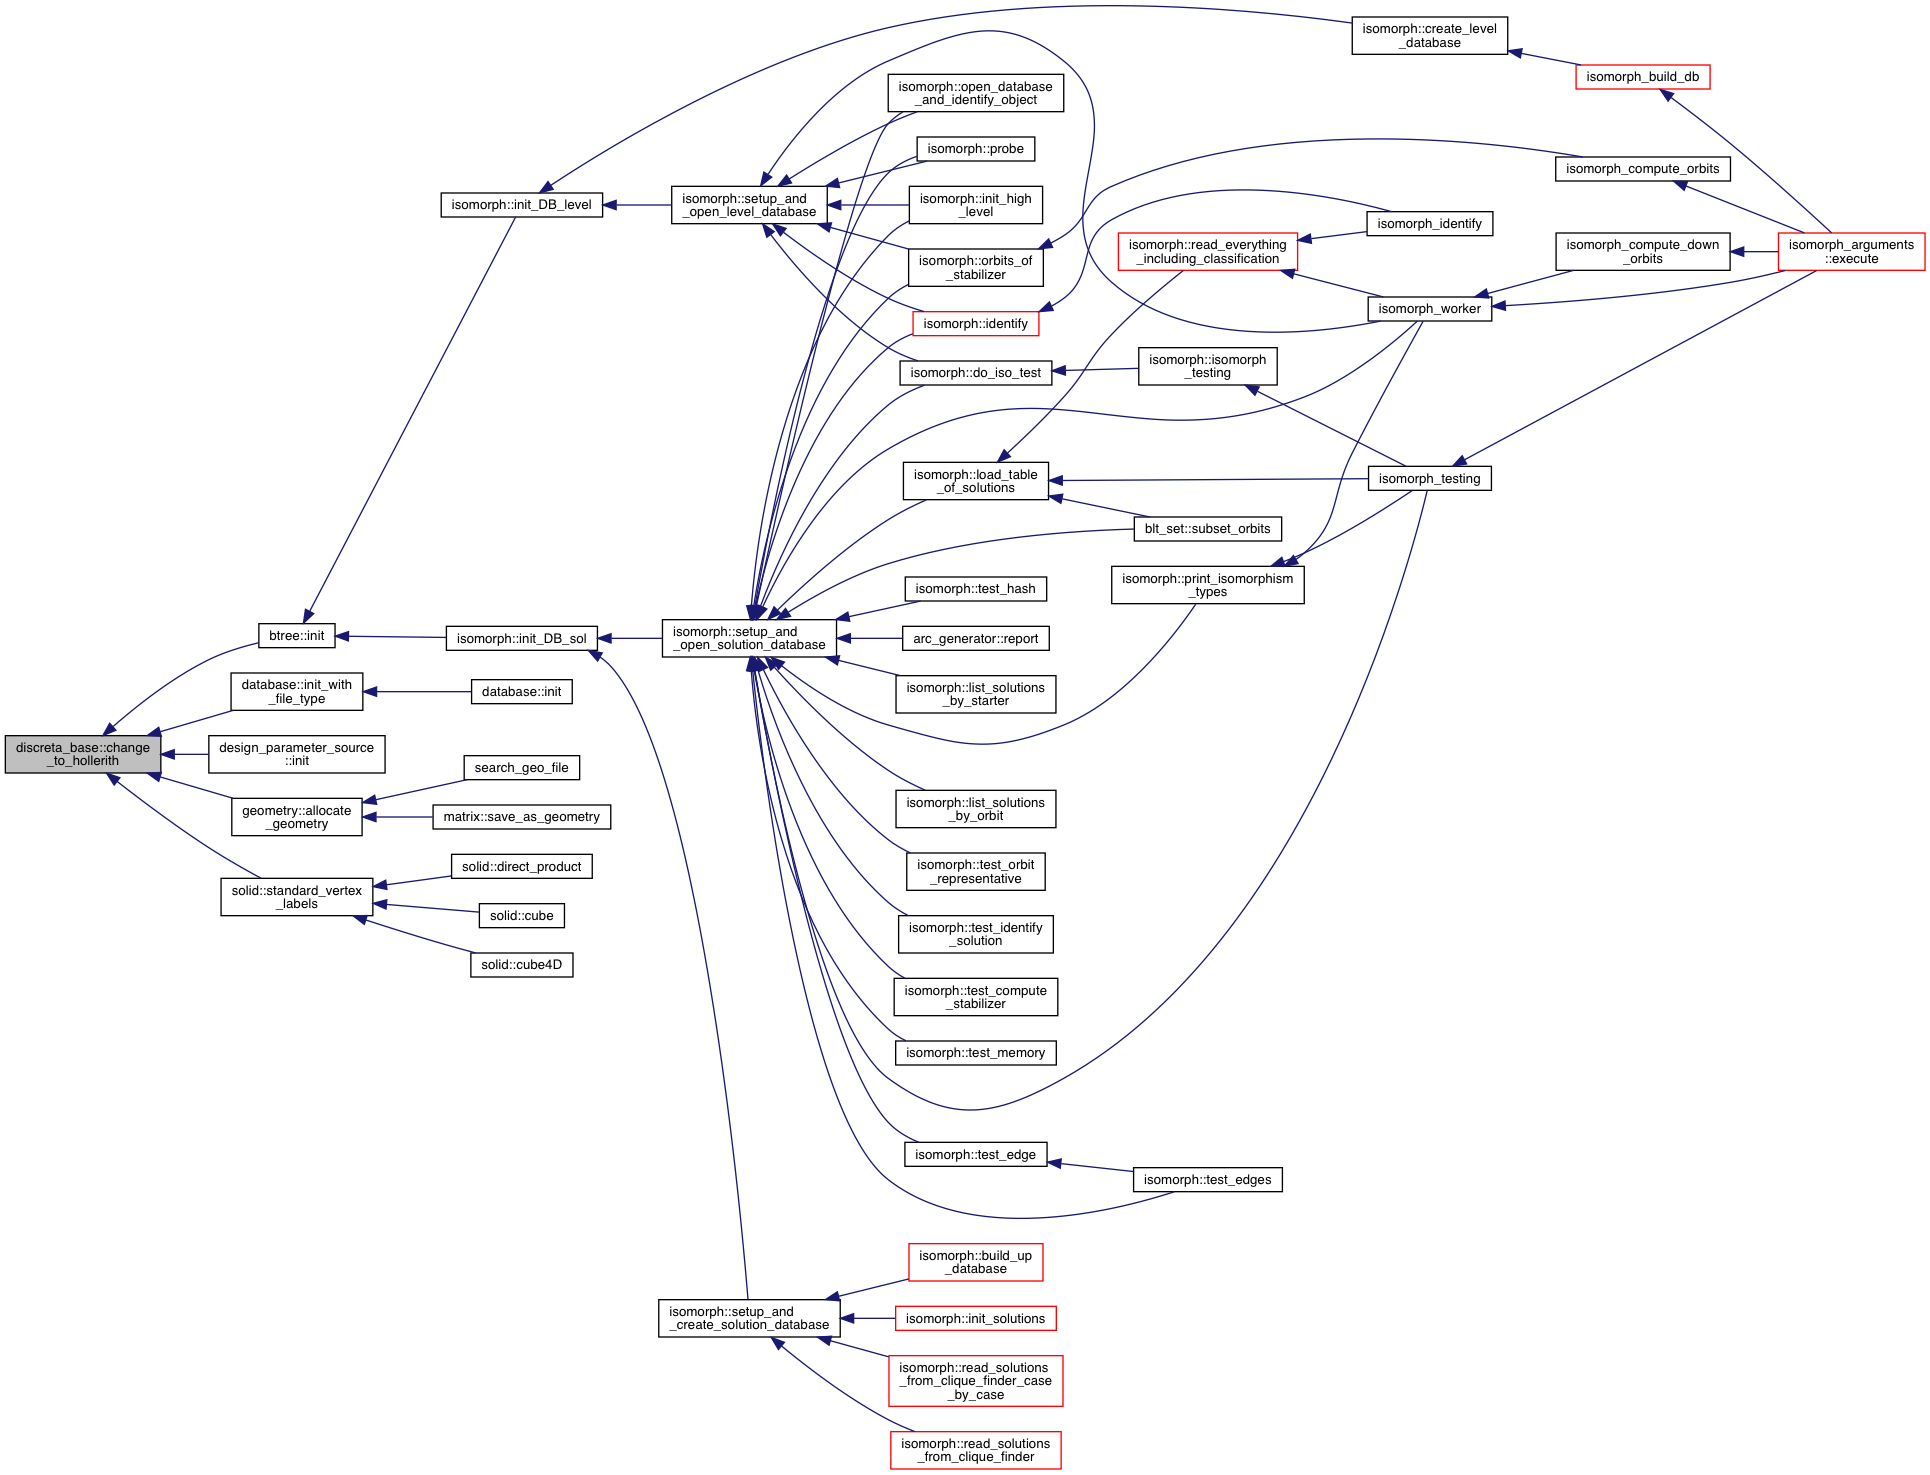 discreta_base::change
_to_hollerith
btree::init
database::init_with
_file_type
design_parameter_source
::init
geometry::allocate
_geometry
solid::standard_vertex
_labels
isomorph::init_DB_level
isomorph::init_DB_sol
database::init
search_geo_file
matrix::save_as_geometry
solid::direct_product
solid::cube
solid::cube4D
isomorph::setup_and
_open_level_database
isomorph::setup_and
_open_solution_database
isomorph::setup_and
_create_solution_database
isomorph::open_database
_and_identify_object
isomorph::probe
isomorph::init_high
_level
isomorph::orbits_of
_stabilizer
isomorph::identify
isomorph::do_iso_test
isomorph::load_table
_of_solutions
isomorph::test_hash
arc_generator::report
isomorph::list_solutions
_by_starter
isomorph::list_solutions
_by_orbit
isomorph::test_orbit
_representative
isomorph::test_identify
_solution
isomorph::test_compute
_stabilizer
isomorph::test_memory
isomorph::test_edge
isomorph::build_up
_database
isomorph::init_solutions
isomorph::read_solutions
_from_clique_finder_case
_by_case
isomorph::read_solutions
_from_clique_finder
isomorph::read_everything
_including_classification
isomorph::isomorph
_testing
blt_set::subset_orbits
isomorph::print_isomorphism
_types
isomorph::test_edges
isomorph::create_level
_database
isomorph_identify
isomorph_worker
isomorph_testing
isomorph_build_db
isomorph_compute_orbits
isomorph_compute_down
_orbits
isomorph_arguments
::execute